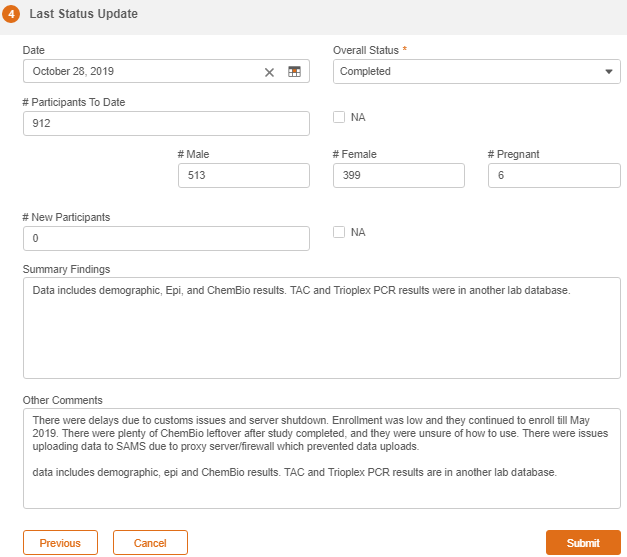 4 Last Status Update
Date
Overall Status *
October 28, 2019
Completed
# Participants To Date
912
NA
# Male
# Female
# Pregnant
513
399
6
# New Participants
0
NA
Summary Findings
Data includes demographic, Epi, and ChemBio results. TAC and Trioplex PCR results were in another lab database.
Other Comments
There were delays due to customs issues and server shutdown. Enrollment was low and they continued to enroll till May
2019. There were plenty of ChemBio leftover after study completed, and they were unsure of how to use. There were issues
uploading data to SAMS due to proxy server/firewall which prevented data uploads.
data includes demographic, epi and ChemBio results. TAC and Trioplex PCR results are in another lab database.
Previous
Cancel
Submit